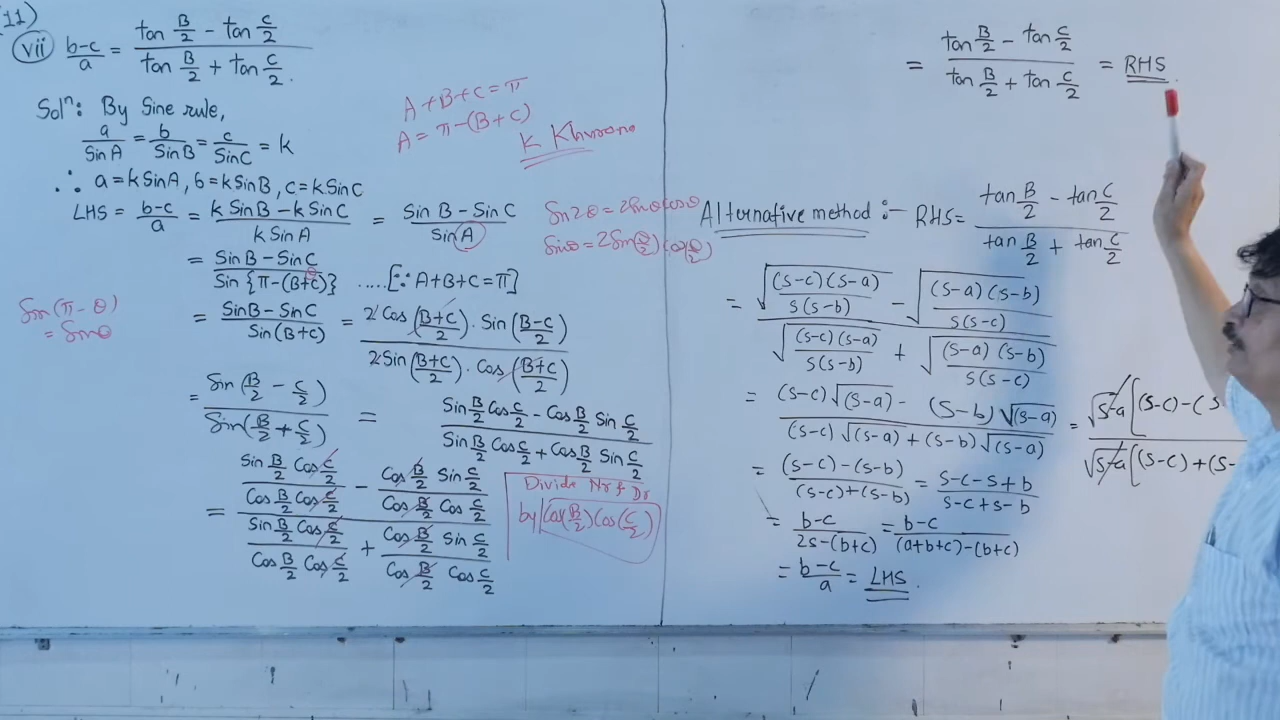 11)
vii) b-c/a = (tan B/2 - tan C/2)/(tan B/2 + tan C/2).
Solⁿ: By Sine rule,
a/Sin A = b/Sin B = c/Sin C = k
∴ a = k Sin A, b = k Sin B, c = k Sin C
LHS = b-c/a = (k Sin B - k Sin C)/(k Sin A) = (Sin B - Sin C)/(Sin A)
= (Sin B - Sin C)/(Sin {π-(B+C)}) .....[∵ A+B+C=π]
= (Sin B - Sin C)/(Sin (B+C)) = (2 Cos (B+C/2) . Sin (B-C/2))/(2 Sin (B+C/2) . Cos (B+C/2))
= (Sin (B/2 - C/2))/(Sin (B/2 + C/2)) = (Sin B/2 Cos C/2 - Cos B/2 Sin C/2)/(Sin B/2 Cos C/2 + Cos B/2 Sin C/2)
= (Sin B/2 Cos C/2 / Cos B/2 Cos C/2 - Cos B/2 Sin C/2 / Cos B/2 Cos C/2)/(Sin B/2 Cos C/2 / Cos B/2 Cos C/2 + Cos B/2 Sin C/2 / Cos B/2 Cos C/2)
A+B+C = π
A = π-(B+C)
K Khurana
Sin 2θ = 2 Sinθ cosθ
Sinθ = 2 Sin(θ/2) cos(θ/2)
Sin(π - θ)
= Sinθ
θ
Divide Nr & Dr
by Cos(B/2) Cos(C/2)
= (tan B/2 - tan C/2)/(tan B/2 + tan C/2) = RHS.
Alternative method :- RHS = (tan B/2 - tan C/2)/(tan B/2 + tan C/2)
= (√((s-c)(s-a)/s(s-b)) - √((s-a)(s-b)/s(s-c)))/(√((s-c)(s-a)/s(s-b)) + √((s-a)(s-b)/s(s-c)))
= ((s-c)√(s-a) - (s-b)√(s-a))/((s-c)√(s-a) + (s-b)√(s-a)) = (√s-a [(s-c)-(s-)/(√s-a [(s-c)+(s-)
= ((s-c)-(s-b))/((s-c)+(s-b)) = (s-c-s+b)/(s-c+s-b)
= b-c/(2s-(b+c)) = b-c/((a+b+c)-(b+c))
= b-c/a = LHS.